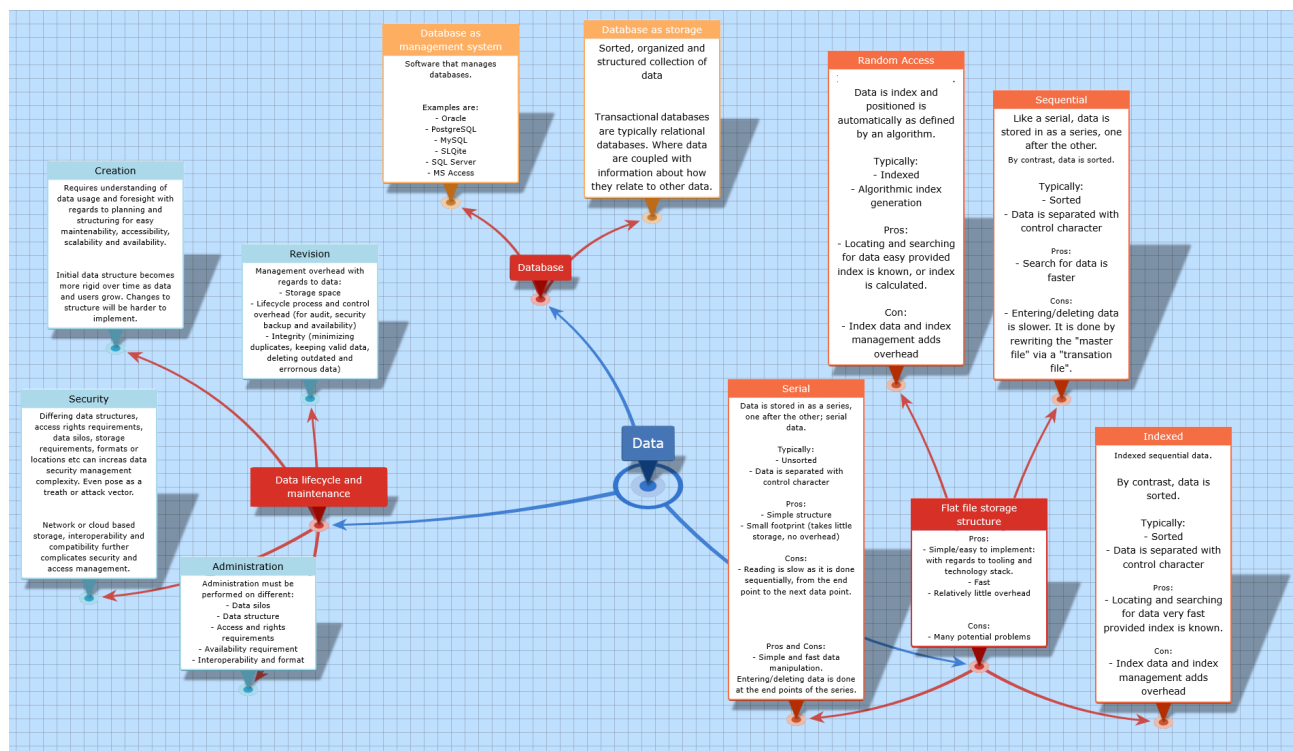 Database as
management system
Software that manages
databases.
Examples are:
- Oracle
- PostgreSQL
- MySQL
- SLQite
- SQL Server
- MS Access
Database as storage
Sorted, organized and
structured collection of
data
Transactional databases
are typically relational
databases. Where data
are coupled with
information about how
they relate to other data.
Random Access
Data is index and
positioned is
automatically as defined
by an algorithm.
Typically:
- Indexed
- Algorithmic index
generation
Pros:
- Locating and searching
for data easy provided
index is known, or index
is calculated.
Con:
- Index data and index
management adds
overhead
Sequential
Like a serial, data is
stored in as a series, one
after the other.
By contrast, data is sorted.
Typically:
- Sorted
- Data is separated with
control character
Pros:
- Search for data is
faster
Cons:
- Entering/deleting data
is slower. It is done by
rewriting the "master
file" via a "transation
file".
Creation
Requires understanding of
data usage and foresight with
regards to planning and
structuring for easy
maintenability, accessibility,
scalability and availability.
Initial data structure becomes
more rigid over time as data
and users grow. Changes to
structure will be harder to
implement.
Revision
Management overhead with
regards to data:
- Storage space
- Lifecycle process and control
overhead (for audit, security
backup and availability)
- Integrity (minimizing
duplicates, keeping valid data,
deleting outdated and
errornous data)
Database
Security
Differing data structures,
access rights requirements,
data silos, storage
requirements, formats or
locations etc can increas data
security management
complexity. Even pose as a
treath or attack vector.
Network or cloud based
storage, interoperability and
compatibility further
complicates security and
access management.
Data lifecycle and
maintenance
Data
Administration
Administration must be
performed on different:
- Data silos
- Data structure
- Access and rights
requirements
- Availability requirement
- Interoperability and format
Serial
Data is stored in as a series,
one after the other; serial
data.
Typically:
- Unsorted
- Data is separated with
control character
Pros:
- Simple structure
- Small footprint (takes little
storage, no overhead)
Cons:
- Reading is slow as it is done
sequentially, from the end
point to the next data point.
Pros and Cons:
- Simple and fast data
manipulation.
Entering/deleting data is done
at the end points of the series.
Flat file storage
structure
Pros:
- Simple/easy to implement:
with regards to tooling and
technology stack.
- Fast
- Relatively little overhead
Cons:
- Many potential problems
Indexed
Indexed sequential data.
By contrast, data is
sorted.
Typically:
- Sorted
- Data is separated with
control character
Pros:
- Locating and searching
for data very fast
provided index is known.
Con:
- Index data and index
management adds
overhead